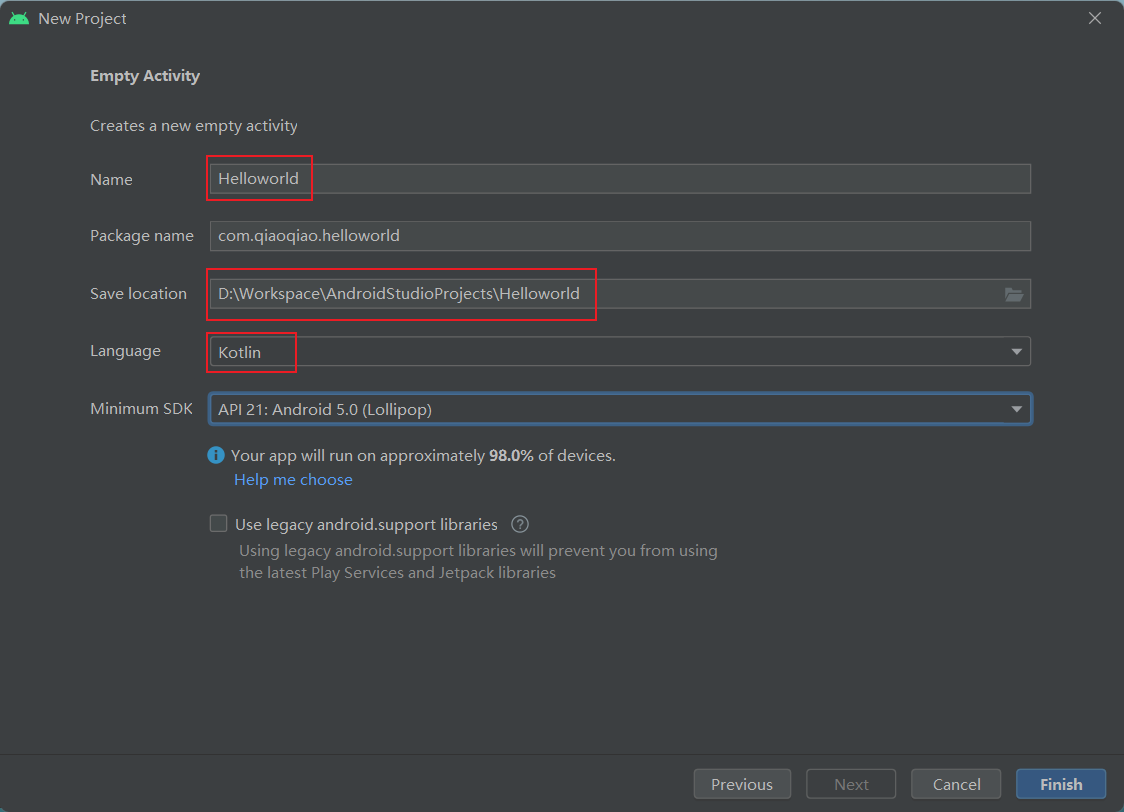 New Project
Empty Activity
Creates a new empty activity
Name Helloworld
Package name com.qiaoqiao.helloworld
Save location D:\Workspace\AndroidStudioProjects\Helloworld
Language Kotlin
Minimum SDK API 21: Android 5.0 (Lollipop)
Your app will run on approximately 98.0% of devices.
Help me choose
Use legacy android.support libraries ?
Using legacy android.support libraries will prevent you from using
the latest Play Services and Jetpack libraries
Previous Next Cancel Finish